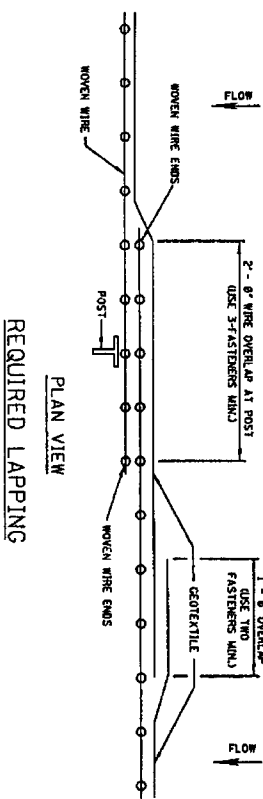 FLOW
WOVEN WIRE
WOVEN WIRE ENDS
2' - 0" WIRE OVERLAP AT POST
(USE 3-FASTENERS MIN.)
POST
WOVEN WIRE ENDS
GEOTEXTILE
OVERLAP
(USE TWO
FASTENERS MIN.)
FLOW
PLAN VIEW
REQUIRED LAPPING